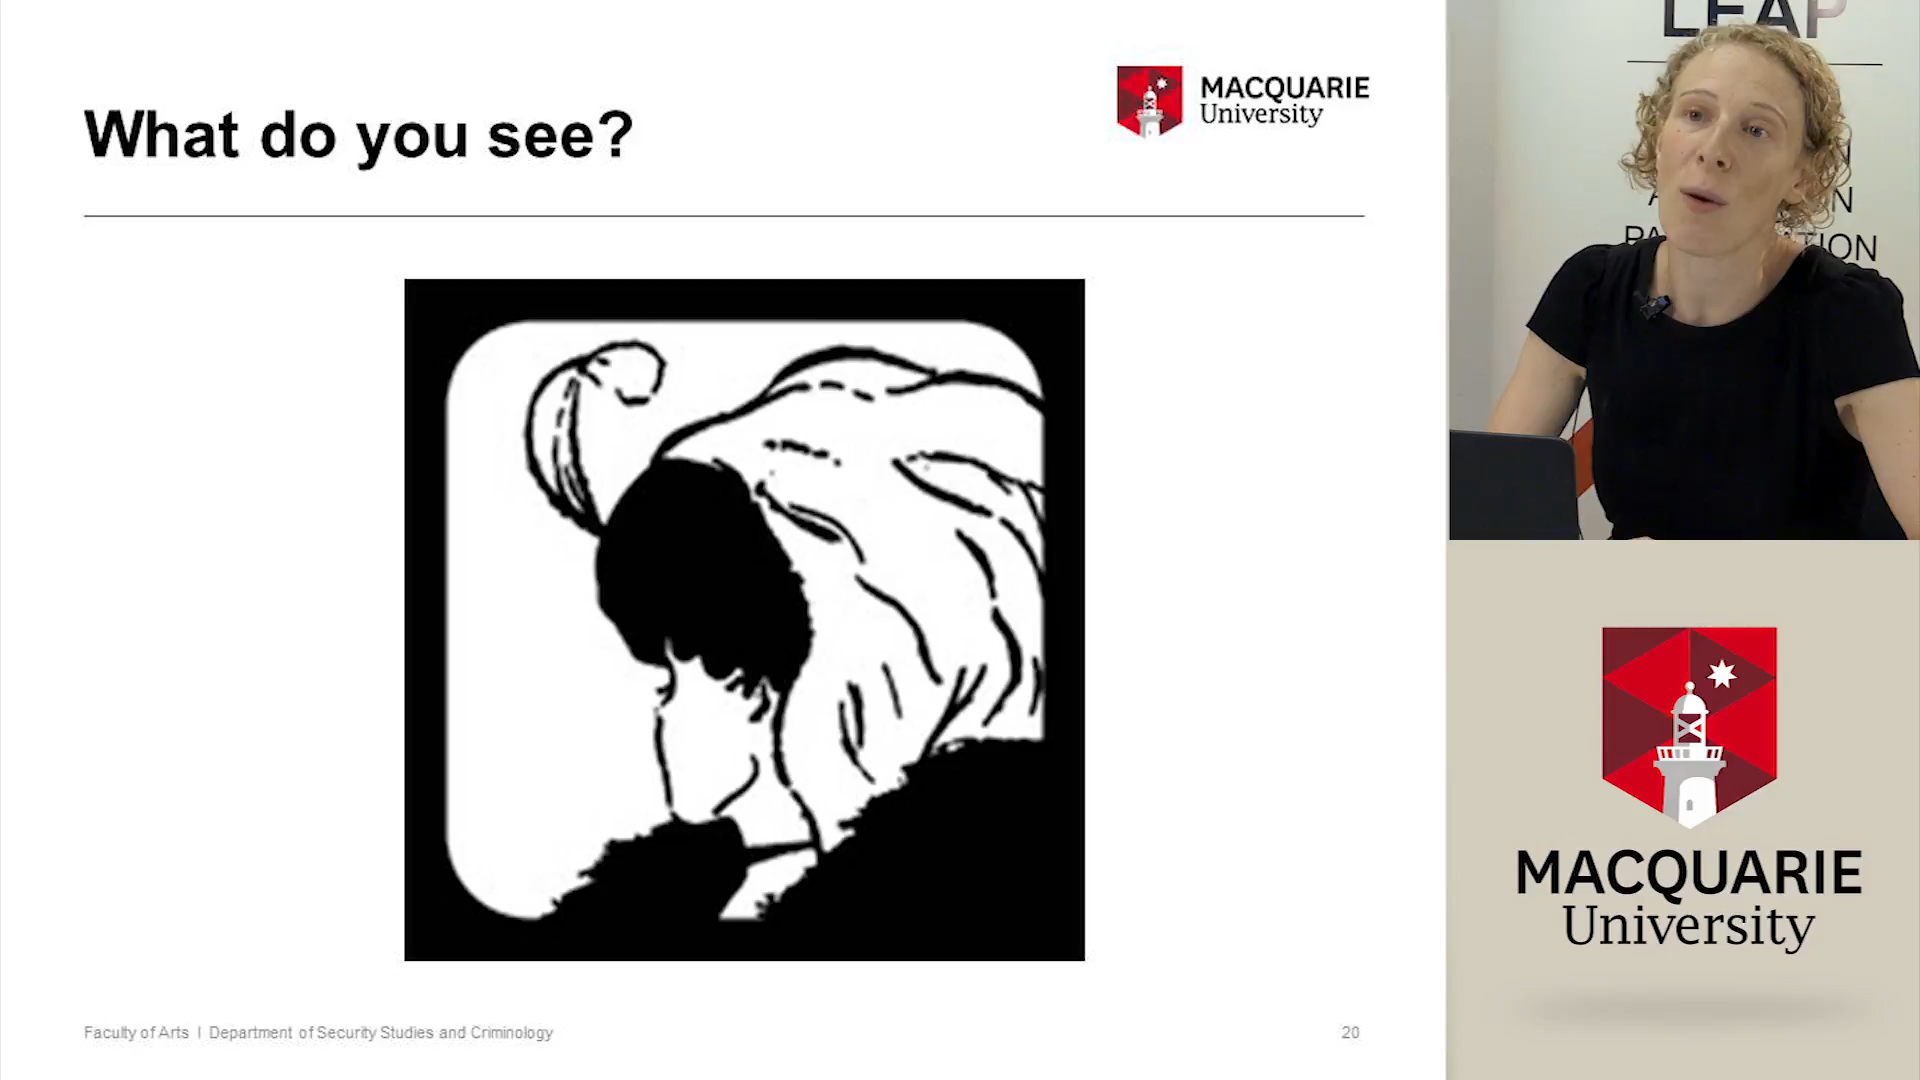 What do you see?
MACQUARIE
University
Faculty of Arts | Department of Security Studies and Criminology
20
LEAP
MACQUARIE
University